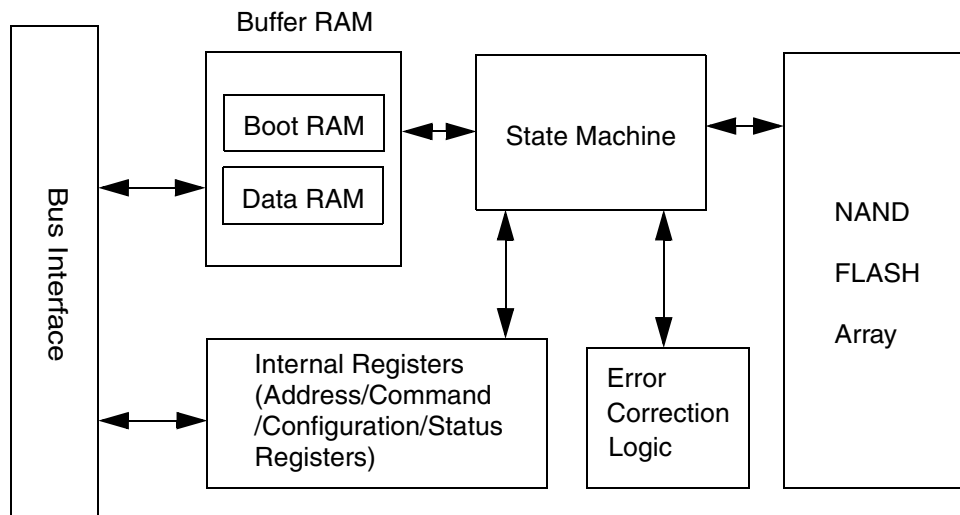 Buffer RAM
Boot RAM
Data RAM
State Machine
Bus Interface
NAND
FLASH
Array
Internal Registers
(Address/Command
/Configuration/Status
Registers)
Error
Correction
Logic